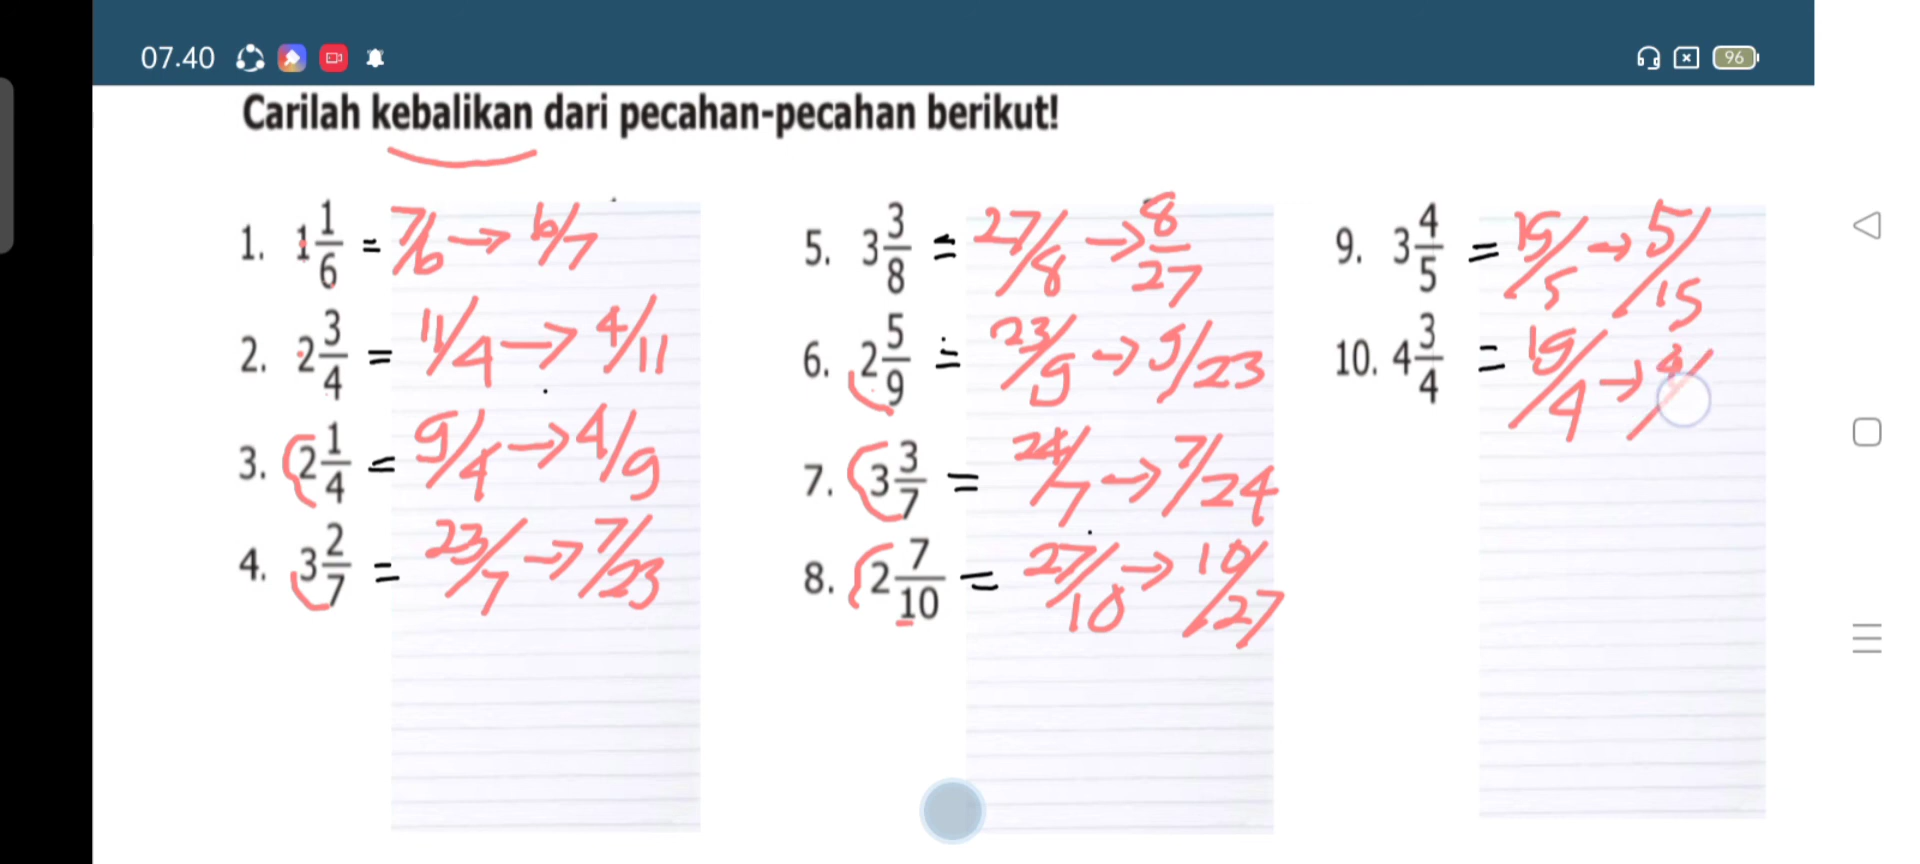 07.40
96
Carilah kebalikan dari pecahan-pecahan berikut!
1. 1 1/6 = 7/6 → 6/7
2. 2 3/4 = 11/4 → 4/11
3. 2 1/4 = 9/4 → 4/9
4. 3 2/7 = 23/7 → 7/23
5. 3 3/8 = 27/8 → 8/27
6. 2 5/9 = 23/9 → 9/23
7. 3 3/7 = 24/7 → 7/24
8. 2 7/10 = 27/10 → 10/27
9. 3 4/5 = 19/5 → 5/15
10. 4 3/4 = 19/4 → 4/